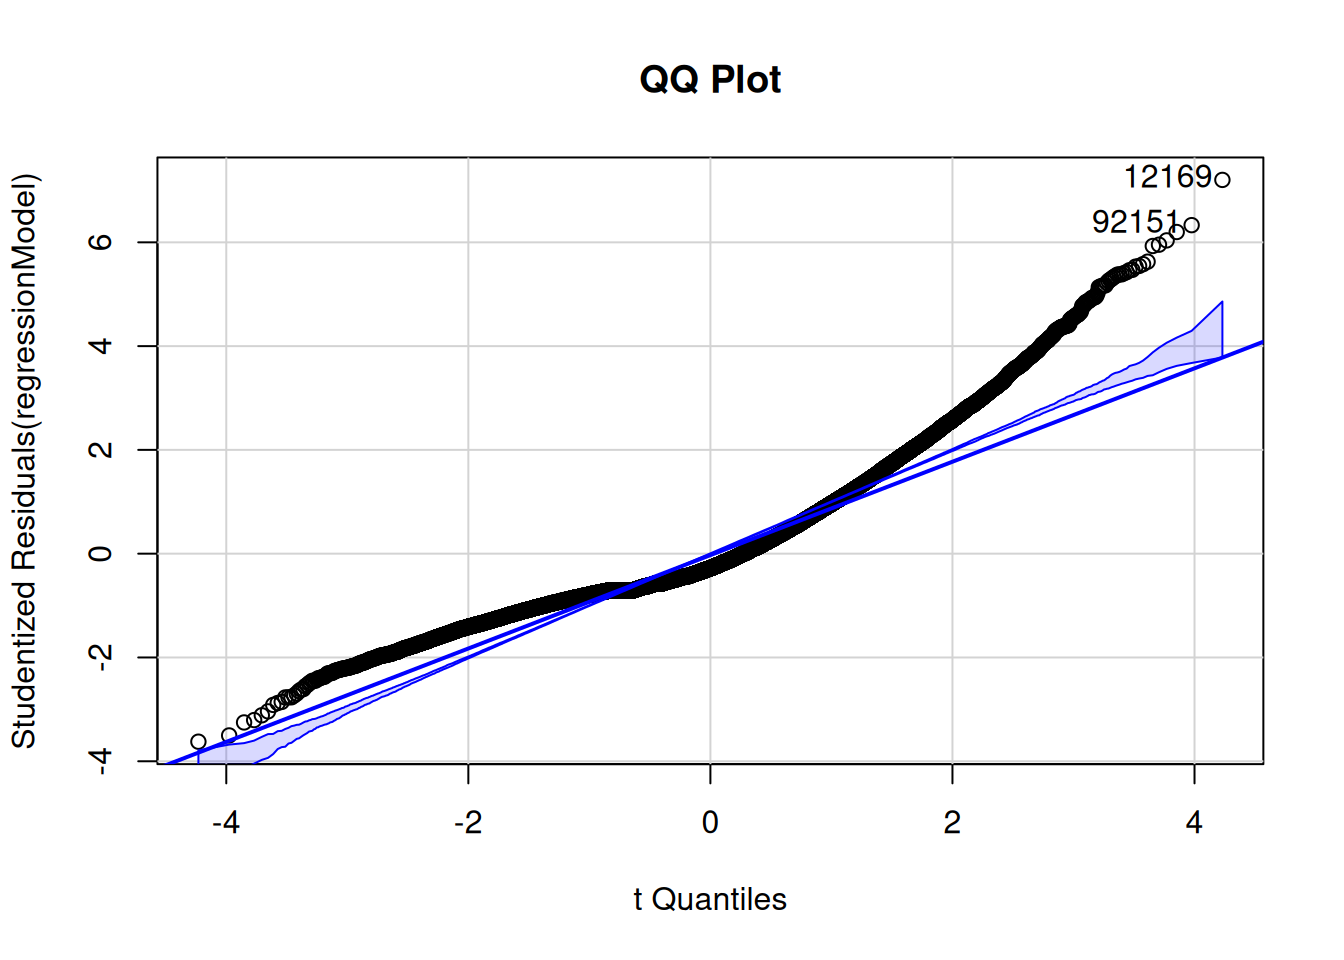 QQ Plot
Studentized Residuals(regressionModel)
6
4
2
0
-2
-4
12169
92151
-4 -2 0 2 4
t Quantiles